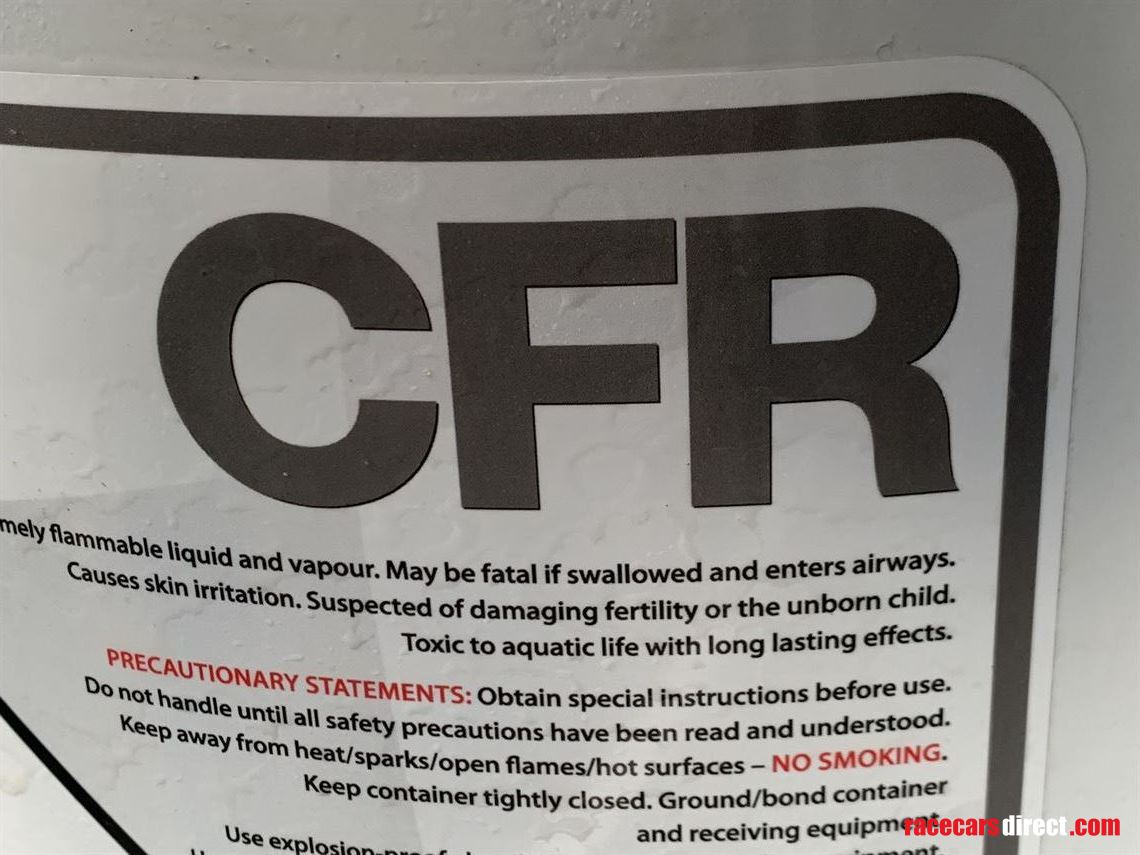 CFR
flammable liquid and vapour. May be fatal if swallowed and enters airways.
Causes skin irritation. Suspected of damaging fertility or the unborn child.
Toxic to aquatic life with long lasting effects.
PRECAUTIONARY STATEMENTS: Obtain special instructions before use.
Do not handle until all safety precautions have been read and understood.
Keep away from heat/sparks/open flames/hot surfaces – NO SMOKING.
Keep container tightly closed. Ground/bond container
and receiving equipment.
Use
racecarsdirect.com